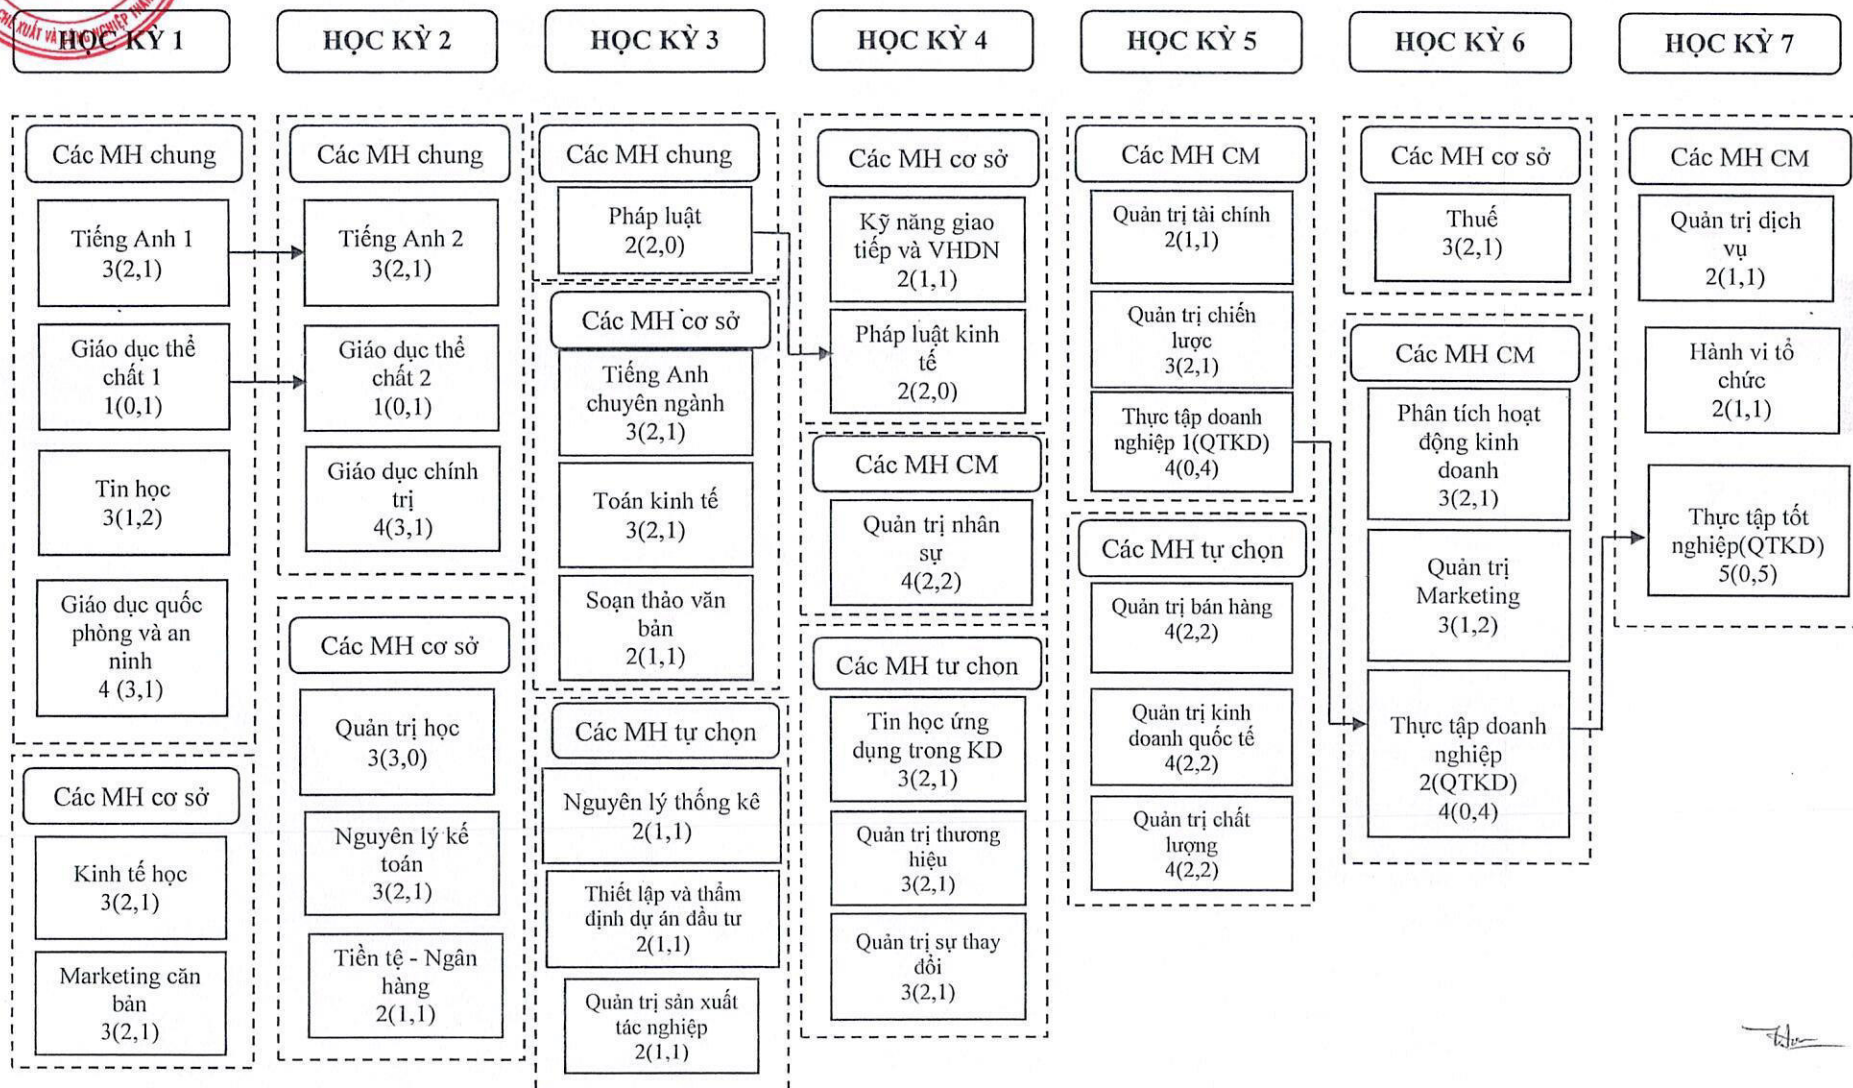 CHẾ XUẤT VÀ CÔNG NGHIỆP
HỌC KỲ 1
HỌC KỲ 2
HỌC KỲ 3
HỌC KỲ 4
HỌC KỲ 5
HỌC KỲ 6
HỌC KỲ 7
Các MH chung
Tiếng Anh 1
3(2,1)
Giáo dục thể
chất 1
1(0,1)
Tin học
3(1,2)
Giáo dục quốc
phòng và an
ninh
4 (3,1)
Các MH cơ sở
Kinh tế học
3(2,1)
Marketing căn
bản
3(2,1)
Các MH chung
Tiếng Anh 2
3(2,1)
Giáo dục thể
chất 2
1(0,1)
Giáo dục chính
trị
4(3,1)
Các MH cơ sở
Quản trị học
3(3,0)
Nguyên lý kế
toán
3(2,1)
Tiền tệ - Ngân
hàng
2(1,1)
Các MH chung
Pháp luật
2(2,0)
Các MH cơ sở
Tiếng Anh
chuyên ngành
3(2,1)
Toán kinh tế
3(2,1)
Soạn thảo văn
bản
2(1,1)
Các MH tự chọn
Nguyên lý thống kê
2(1,1)
Thiết lập và thẩm
định dự án đầu tư
2(1,1)
Quản trị sản xuất
tác nghiệp
2(1,1)
Các MH cơ sở
Kỹ năng giao
tiếp và VHDN
2(1,1)
Pháp luật kinh
tế
2(2,0)
Các MH CM
Quản trị nhân
sự
4(2,2)
Các MH tư chon
Tin học ứng
dụng trong KD
3(2,1)
Quản trị thương
hiệu
3(2,1)
Quản trị sự thay
đổi
3(2,1)
Các MH CM
Quản trị tài chính
2(1,1)
Quản trị chiến
lược
3(2,1)
Thực tập doanh
nghiệp 1(QTKD)
4(0,4)
Các MH tự chọn
Quản trị bán hàng
4(2,2)
Quản trị kinh
doanh quốc tế
4(2,2)
Quản trị chất
lượng
4(2,2)
Các MH cơ sở
Thuế
3(2,1)
Các MH CM
Phân tích hoạt
động kinh
doanh
3(2,1)
Quản trị
Marketing
3(1,2)
Thực tập doanh
nghiệp
2(QTKD)
4(0,4)
Các MH CM
Quản trị dịch
vụ
2(1,1)
Hành vi tổ
chức
2(1,1)
Thực tập tốt
nghiệp(QTKD)
5(0,5)